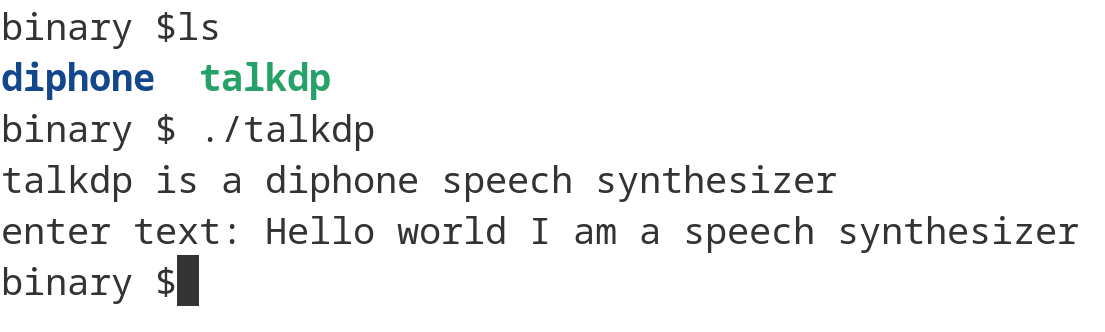 binary $ls
diphone  talkdp
binary $ ./talkdp
talkdp is a diphone speech synthesizer
enter text: Hello world I am a speech synthesizer
binary $